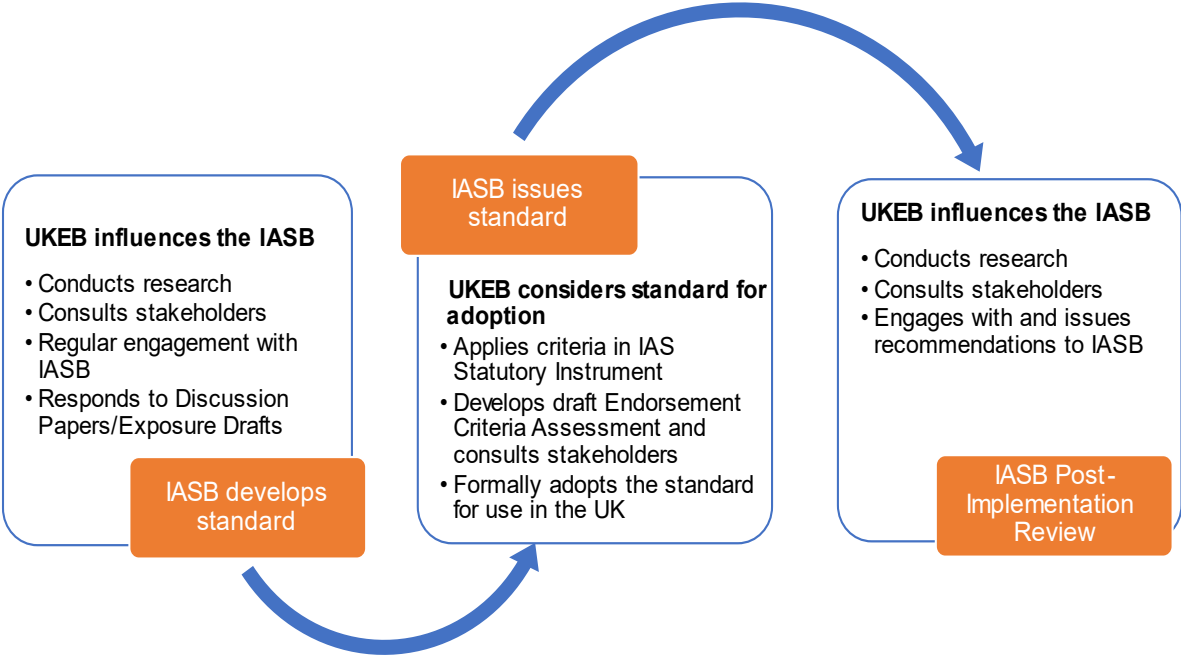 UKEB influences the IASB
• Conducts research
• Consults stakeholders
• Regular engagement with
IASB
• Responds to Discussion
Papers/Exposure Drafts
IASB develops
standard
IASB issues
standard
UKEB considers standard for
adoption
• Applies criteria in IAS
Statutory Instrument
• Develops draft Endorsement
Criteria Assessment and
consults stakeholders
• Formally adopts the standard
for use in the UK
UKEB influences the IASB
• Conducts research
• Consults stakeholders
• Engages with and issues
recommendations to IASB
IASB Post-
Implementation
Review